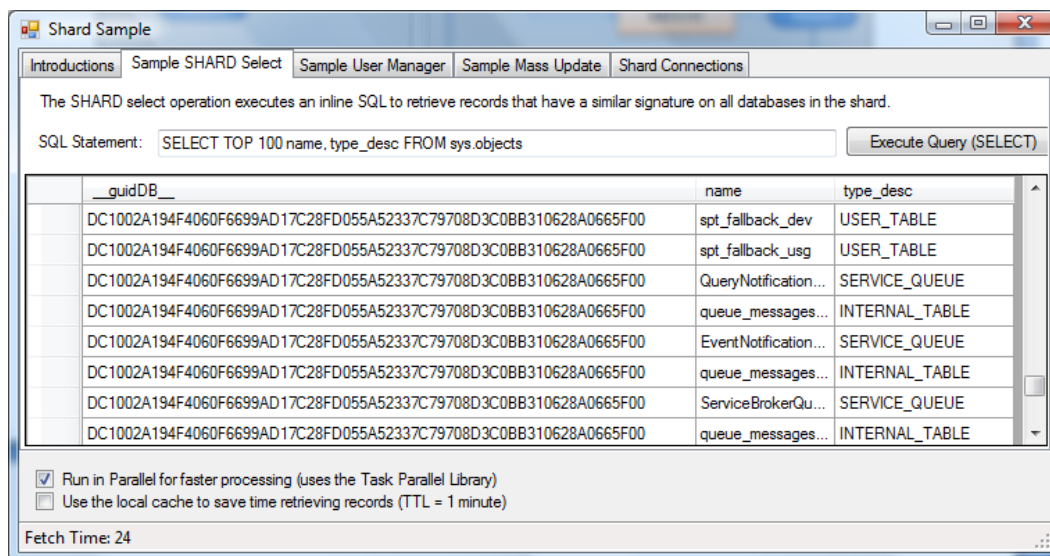 Shard Sample
Introductions Sample SHARD Select Sample User Manager Sample Mass Update Shard Connections
The SHARD select operation executes an inline SQL to retrieve records that have a similar signature on all databases in the shard.
SQL Statement: SELECT TOP 100 name, type_desc FROM sys.objects Execute Query (SELECT)
__guidDB__ name type_desc
DC1002A194F4060F6699AD17C28FD055A52337C79708D3C0BB310628A0665F00 spt_fallback_dev USER_TABLE
DC1002A194F4060F6699AD17C28FD055A52337C79708D3C0BB310628A0665F00 spt_fallback_usg USER_TABLE
DC1002A194F4060F6699AD17C28FD055A52337C79708D3C0BB310628A0665F00 QueryNotification... SERVICE_QUEUE
DC1002A194F4060F6699AD17C28FD055A52337C79708D3C0BB310628A0665F00 queue_messages... INTERNAL_TABLE
DC1002A194F4060F6699AD17C28FD055A52337C79708D3C0BB310628A0665F00 EventNotification... SERVICE_QUEUE
DC1002A194F4060F6699AD17C28FD055A52337C79708D3C0BB310628A0665F00 queue_messages... INTERNAL_TABLE
DC1002A194F4060F6699AD17C28FD055A52337C79708D3C0BB310628A0665F00 ServiceBrokerQu... SERVICE_QUEUE
DC1002A194F4060F6699AD17C28FD055A52337C79708D3C0BB310628A0665F00 queue_messages... INTERNAL_TABLE
Run in Parallel for faster processing (uses the Task Parallel Library)
Use the local cache to save time retrieving records (TTL = 1 minute)
Fetch Time: 24